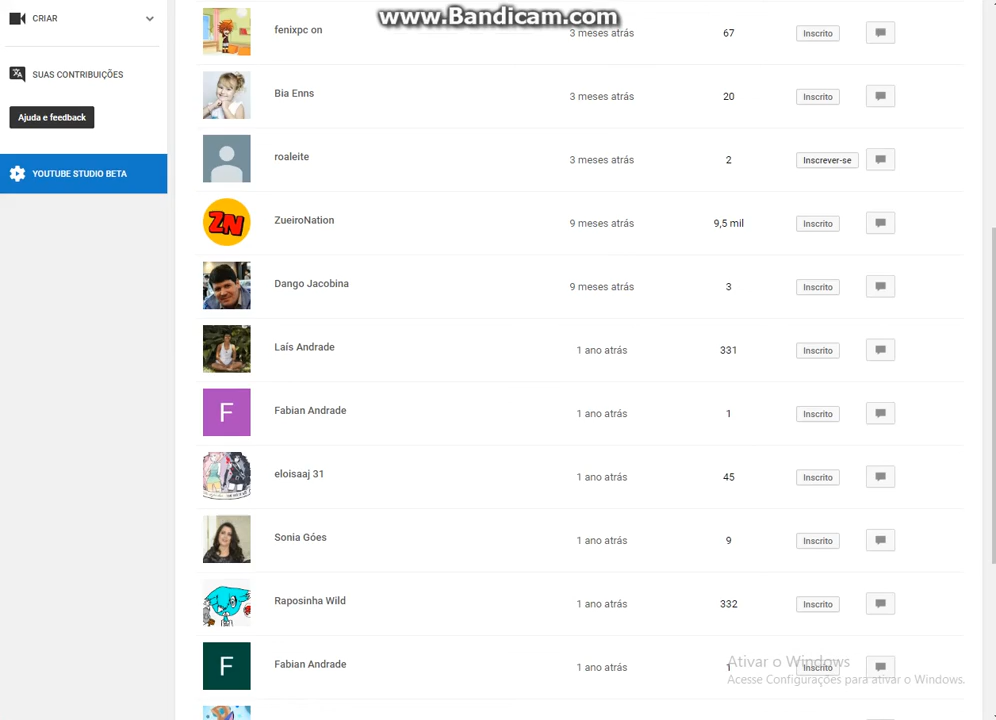 www.Bandicam.com
CRIAR
SUAS CONTRIBUIÇÕES
Ajuda e feedback
YOUTUBE STUDIO BETA
fenixpc on 3 meses atrás 67 Inscrito
Bia Enns 3 meses atrás 20 Inscrito
roaleite 3 meses atrás 2 Inscrever-se
ZN ZueiroNation 9 meses atrás 9,5 mil Inscrito
Dango Jacobina 9 meses atrás 3 Inscrito
Laís Andrade 1 ano atrás 331 Inscrito
F Fabian Andrade 1 ano atrás 1 Inscrito
eloisaaj 31 1 ano atrás 45 Inscrito
Sonia Góes 1 ano atrás 9 Inscrito
Raposinha Wild 1 ano atrás 332 Inscrito
F Fabian Andrade 1 ano atrás 1 Inscrito
Ativar o Windows
Acesse Configurações para ativar o Windows.